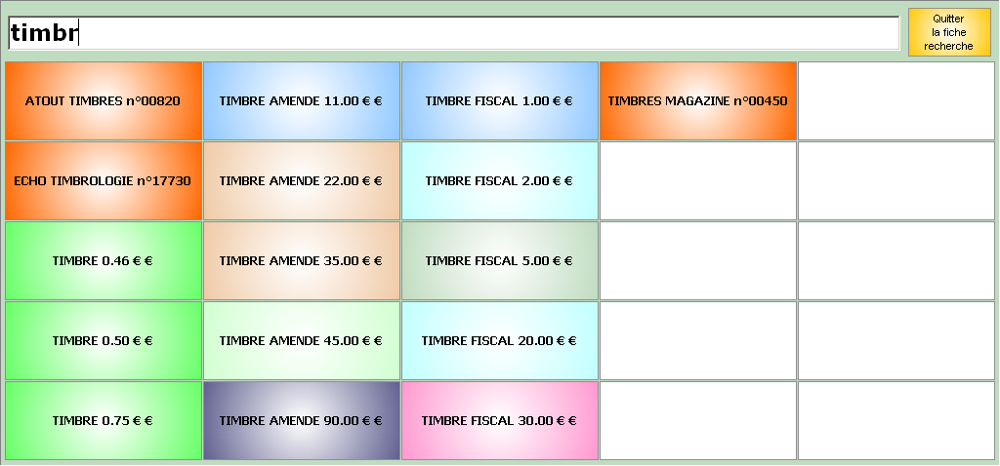 timbr
Quitter
la fiche
recherche
ATOUT TIMBRES n°00820
TIMBRE AMENDE 11.00 € €
TIMBRE FISCAL 1.00 € €
TIMBRES MAGAZINE n°00450
ECHO TIMBROLOGIE n°17730
TIMBRE AMENDE 22.00 € €
TIMBRE FISCAL 2.00 € €
TIMBRE 0.46 € €
TIMBRE AMENDE 35.00 € €
TIMBRE FISCAL 5.00 € €
TIMBRE 0.50 € €
TIMBRE AMENDE 45.00 € €
TIMBRE FISCAL 20.00 € €
TIMBRE 0.75 € €
TIMBRE AMENDE 90.00 € €
TIMBRE FISCAL 30.00 € €